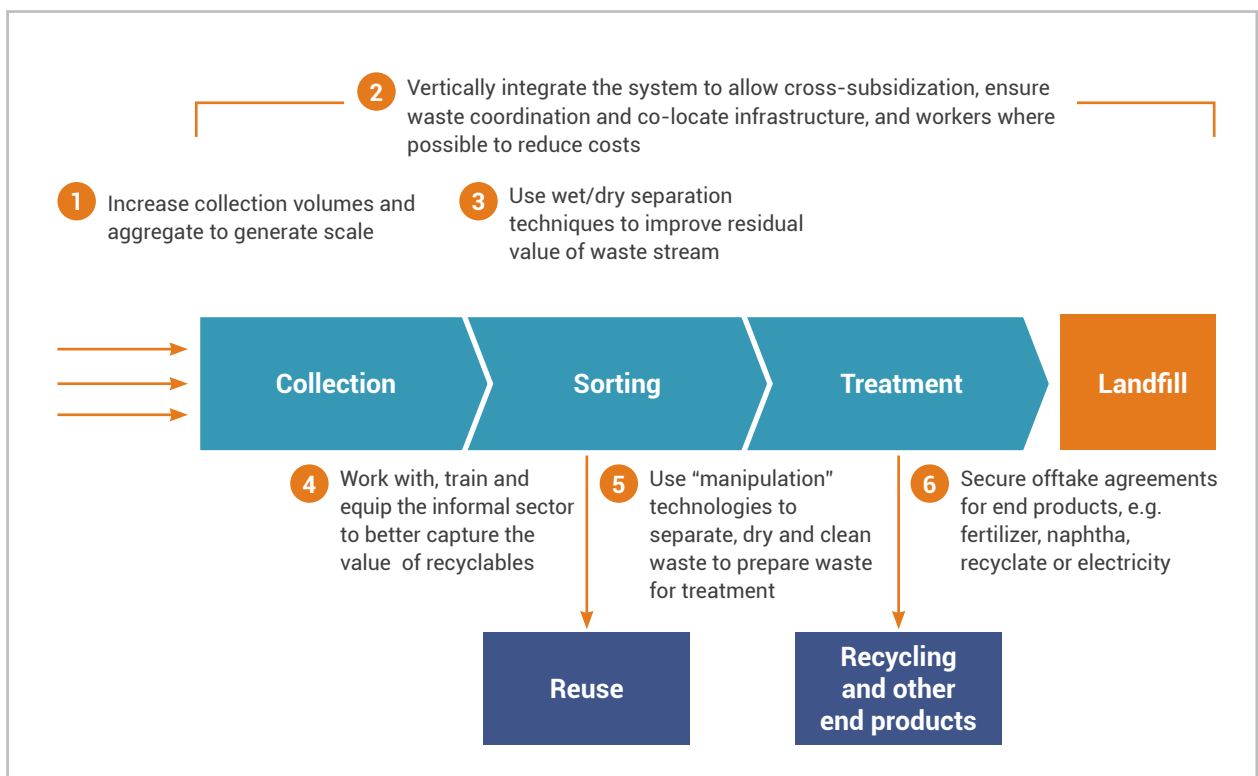 2
Vertically integrate the system to allow cross-subsidization, ensure
waste coordination and co-locate infrastructure, and workers where
possible to reduce costs
1
Increase collection volumes and
aggregate to generate scale
3
Use wet/dry separation
techniques to improve residual
value of waste stream
Collection
Sorting
Treatment
Landfill
4
Work with, train and
equip the informal sector
to better capture the
value of recyclables
5
Use “manipulation”
technologies to
separate, dry and clean
waste to prepare waste
for treatment
6
Secure offtake agreements
for end products, e.g.
fertilizer, naphtha,
recyclate or electricity
Reuse
Recycling
and other
end products